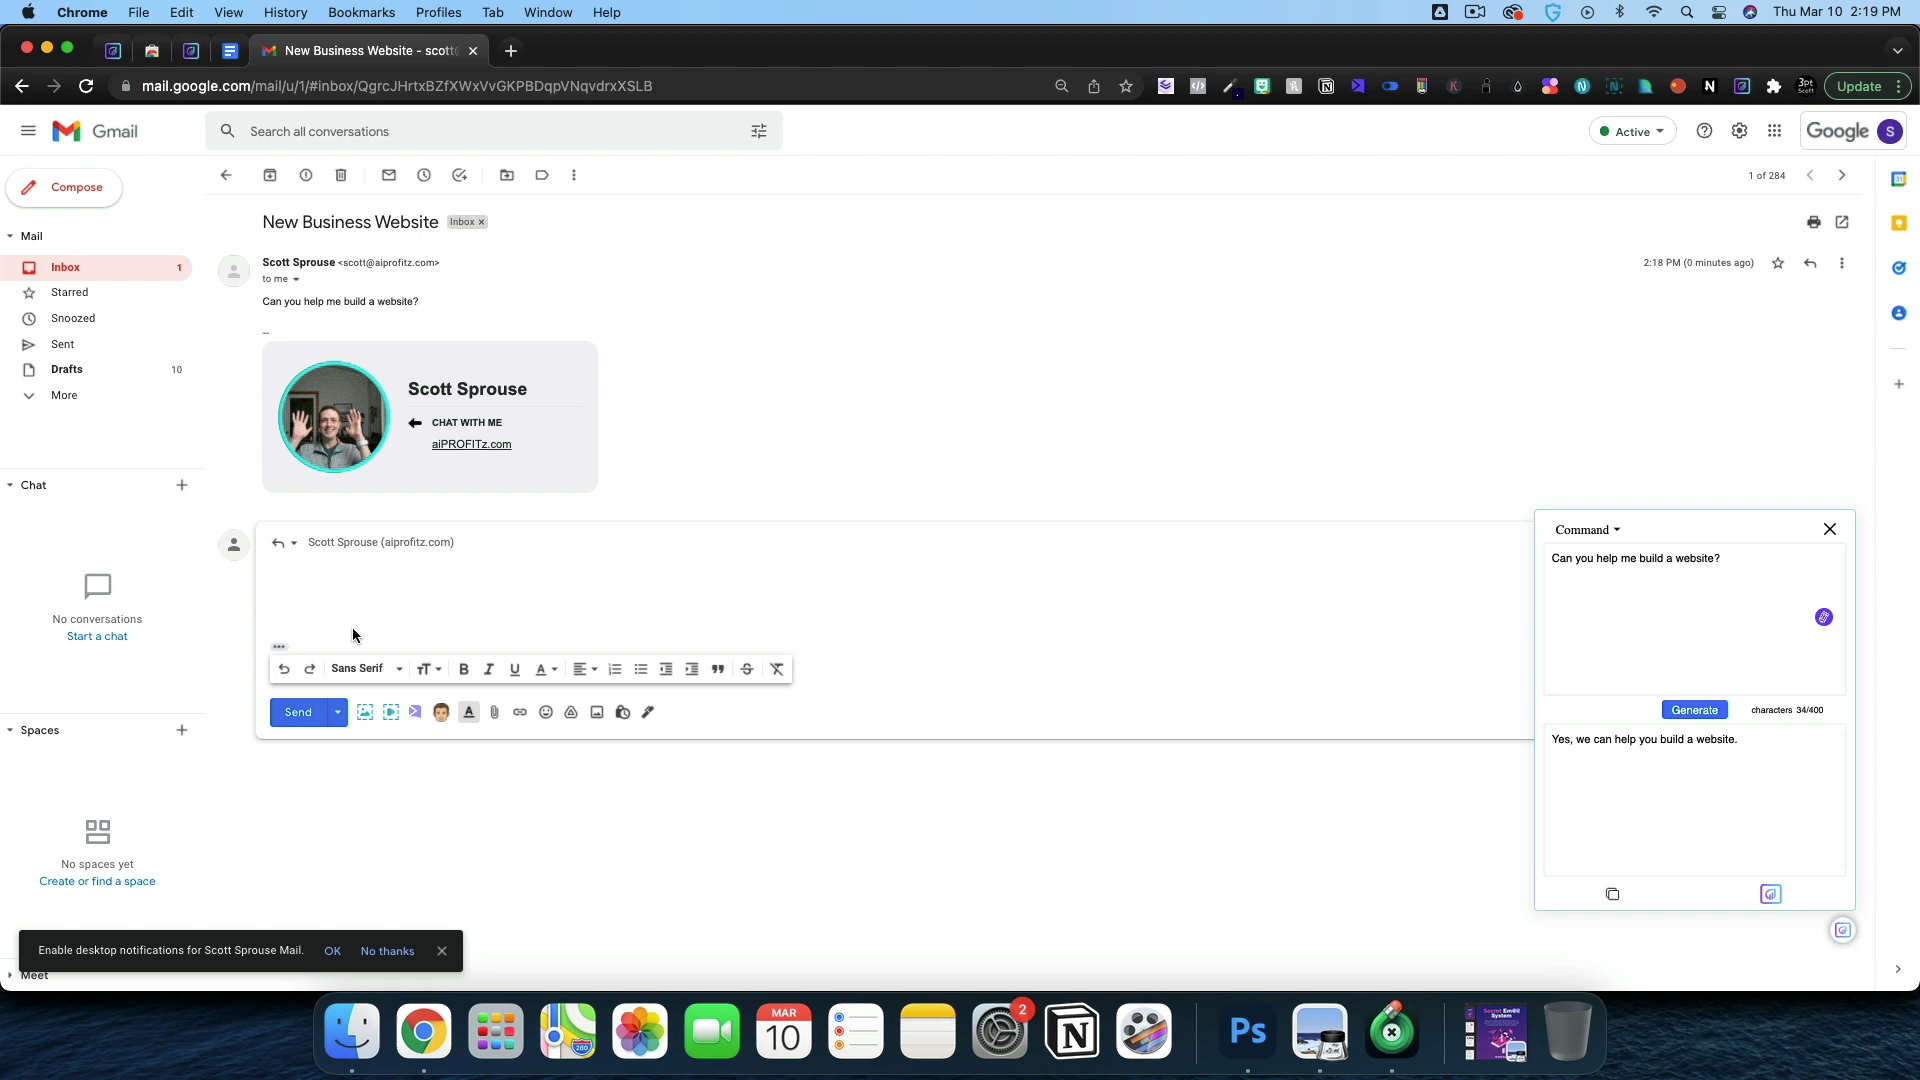 Chrome File Edit View History Bookmarks Profiles Tab Window Help
Thu Mar 10 2:19 PM
New Business Website - scott
mail.google.com/mail/u/1/#inbox/QgrcJHrtxBZfXWxVvGKPBDqpVNqvdrxXSLB
Update
Gmail
Search all conversations
Active
Google S
Compose
1 of 284
New Business Website Inbox x
Mail
Inbox 1
Starred
Snoozed
Sent
Drafts 10
More
Scott Sprouse <scott@aiprofitz.com>
2:18 PM (0 minutes ago)
to me
Can you help me build a website?
--
Scott Sprouse
CHAT WITH ME
aiPROFITz.com
Chat
No conversations
Start a chat
Spaces
No spaces yet
Create or find a space
Meet
Scott Sprouse (aiprofitz.com)
Sans Serif
Send
Command
Can you help me build a website?
Generate characters 34/400
Yes, we can help you build a website.
Enable desktop notifications for Scott Sprouse Mail. OK No thanks
MAR
10
280
2
Ps
Secret Em@il
System